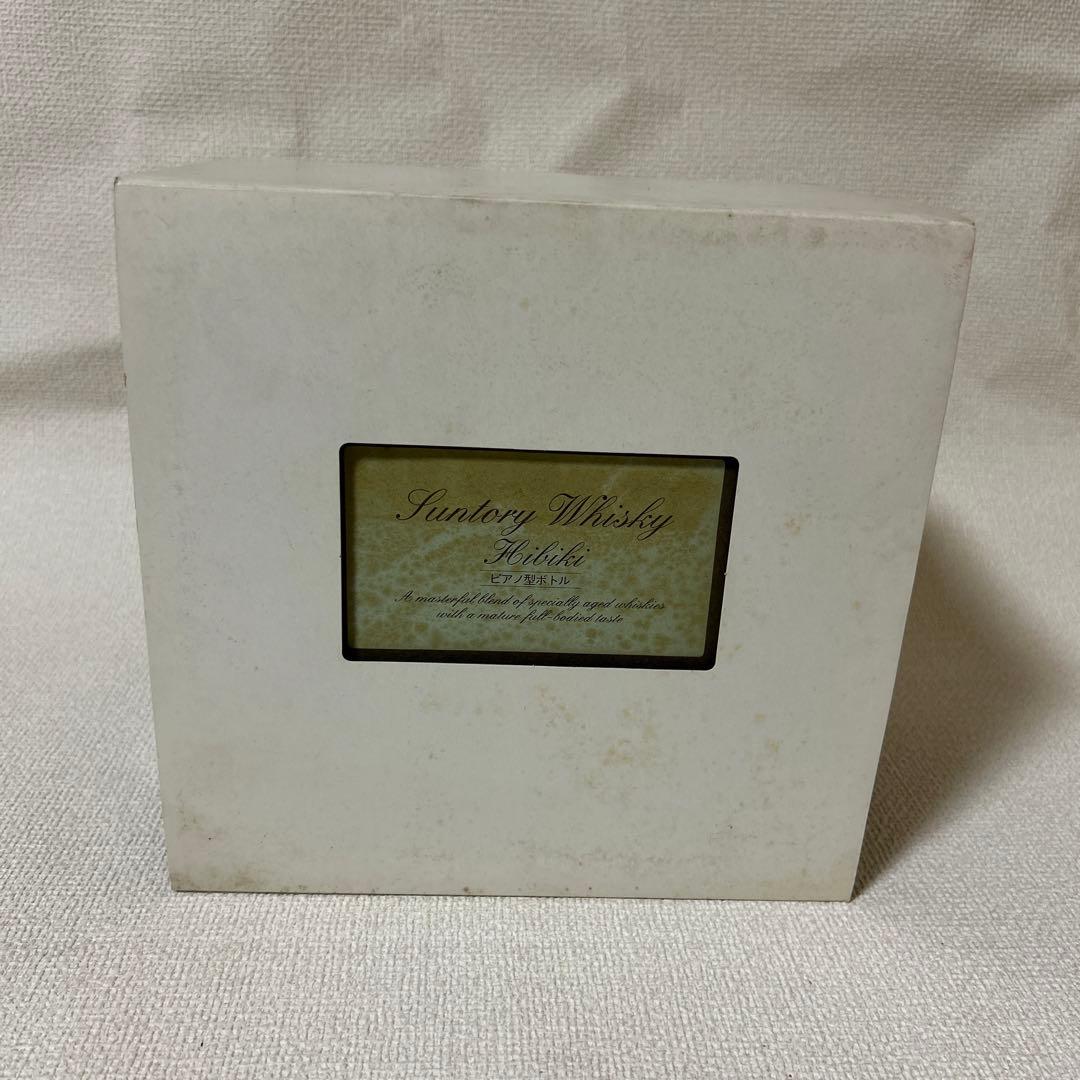 Suntory Whisky
Hibiki
ピアノ型ボトル
A masterful blend of specially aged whiskies
with a mature full-bodied taste